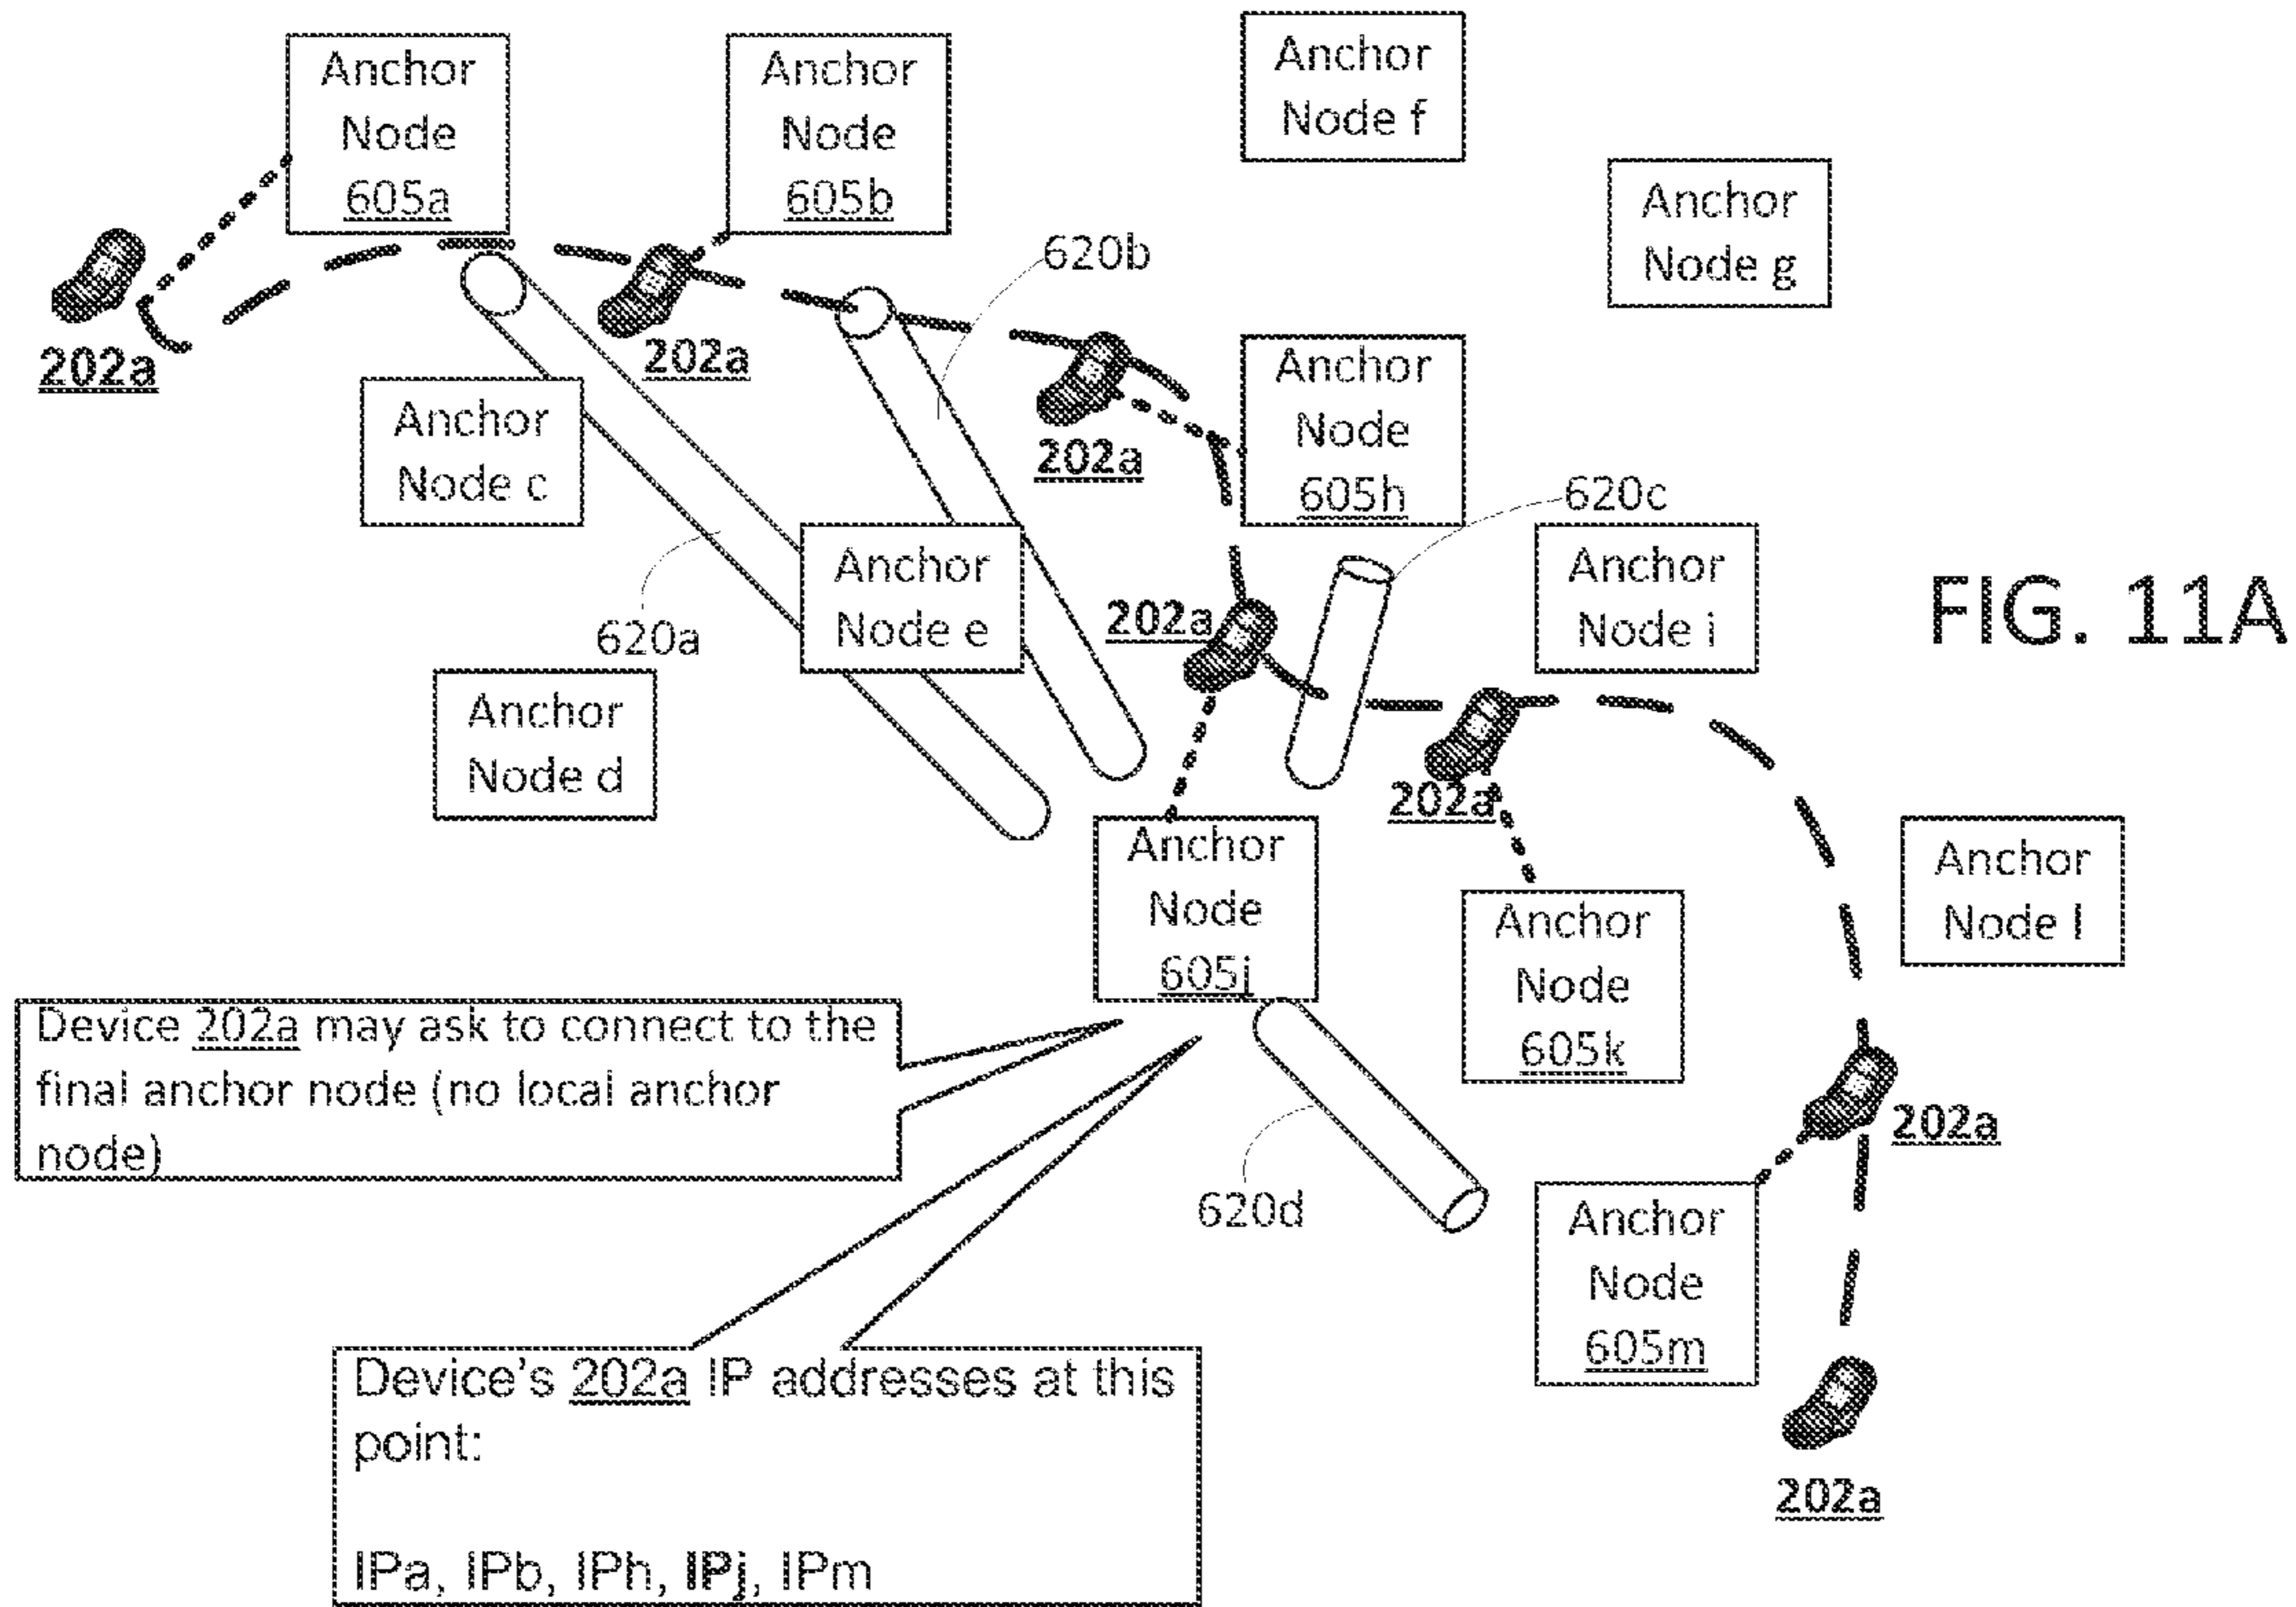 Anchor
Node
605a
Anchor
Node
605b
Anchor
Node f
Anchor
Node g
620b
202a
202a
Anchor
Node c
202a
Anchor
Node
605h
620c
Anchor
Node e
Anchor
Node i
FIG. 11A
620a
202a
Anchor
Node d
202a
Anchor
Node
605j
Anchor
Node l
Anchor
Node
605k
Device 202a may ask to connect to the
final anchor node (no local anchor
node)
202a
620d
Anchor
Node
605m
Device's 202a IP addresses at this
point:
IPa, IPb, IPh, IPj, IPm
202a